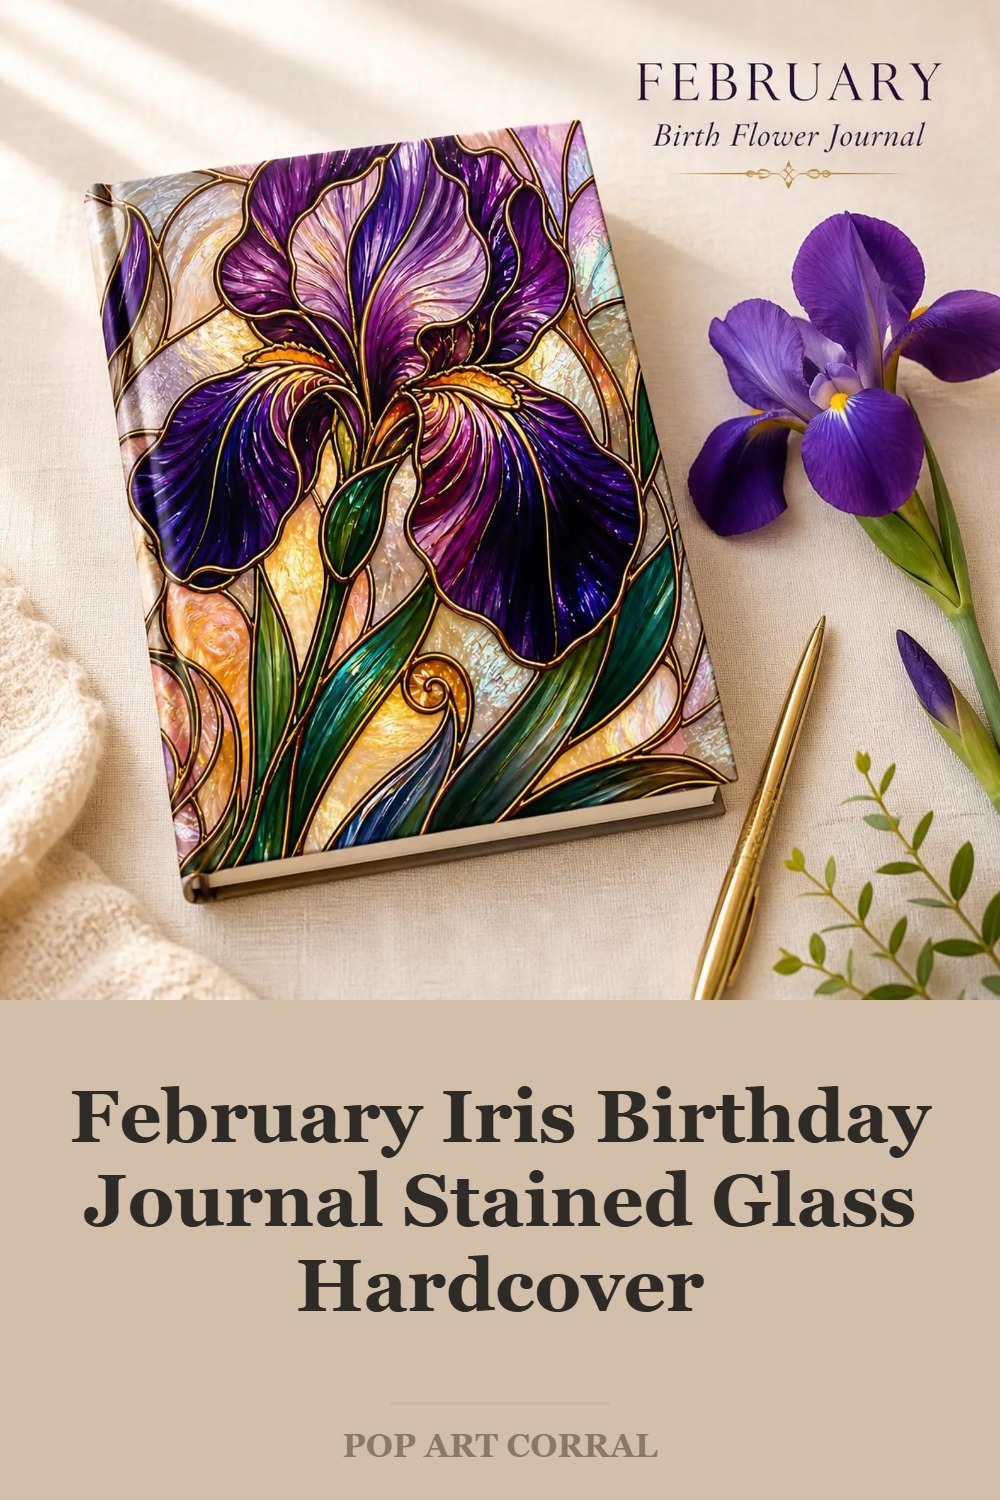 FEBRUARY
Birth Flower Journal
February Iris Birthday
Journal Stained Glass
Hardcover
POP ART CORRAL